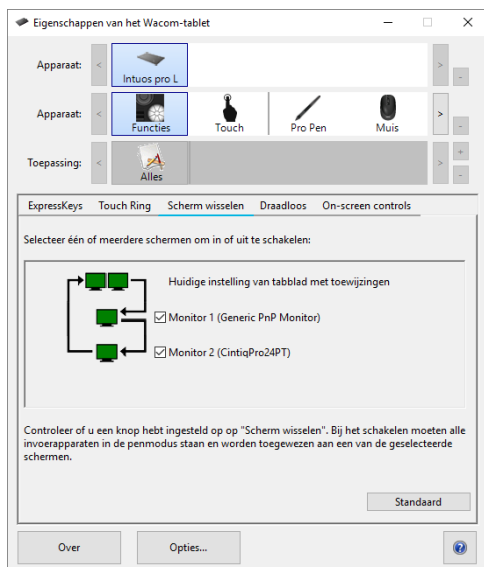 Eigenschappen van het Wacom-tablet
Apparaat:
Intuos pro L
Apparaat:
Functies
Touch
Pro Pen
Muis
Toepassing:
Alles
ExpressKeys Touch Ring Scherm wisselen Draadloos On-screen controls
Selecteer één of meerdere schermen om in of uit te schakelen:
Huidige instelling van tabblad met toewijzingen
Monitor 1 (Generic PnP Monitor)
Monitor 2 (CintiqPro24PT)
Controleer of u een knop hebt ingesteld op op "Scherm wisselen". Bij het schakelen moeten alle
invoerapparaten in de penmodus staan en worden toegewezen aan een van de geselecteerde
schermen.
Standaard
Over
Opties...